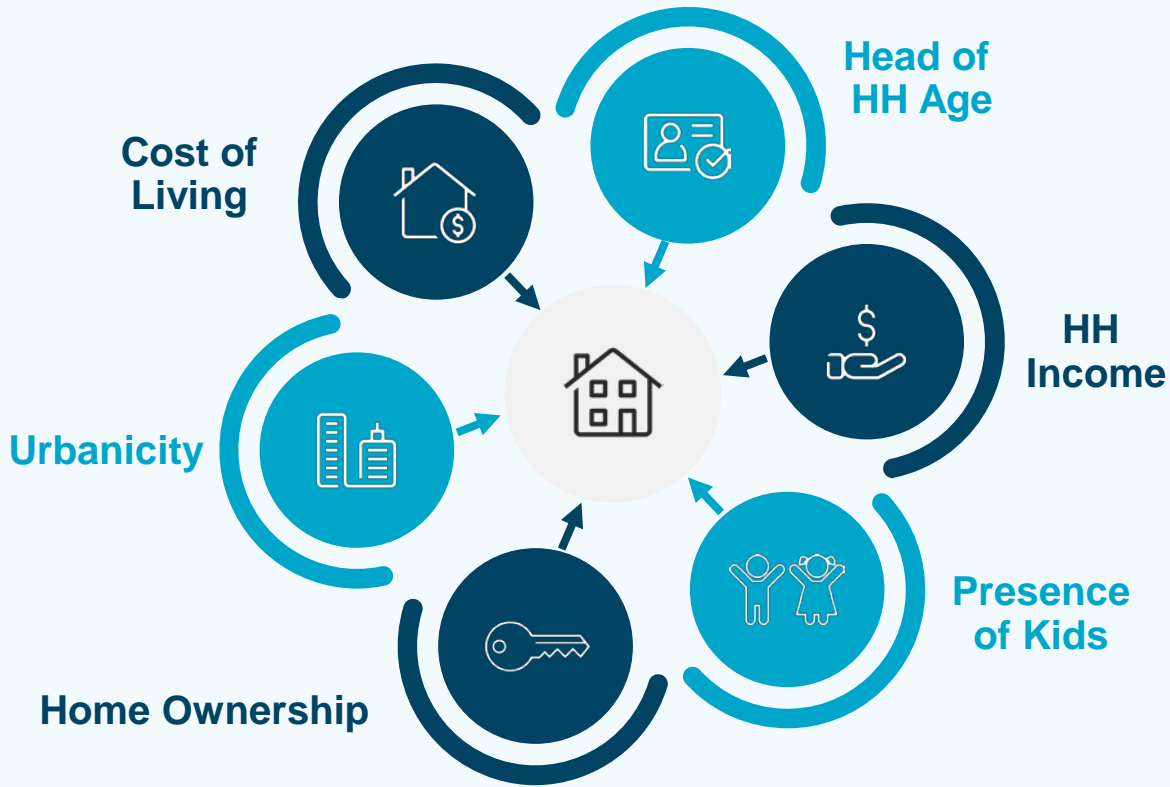 Head of
HH Age
Cost of
Living
HH
Income
Urbanicity
Presence
of Kids
Home Ownership
$
$